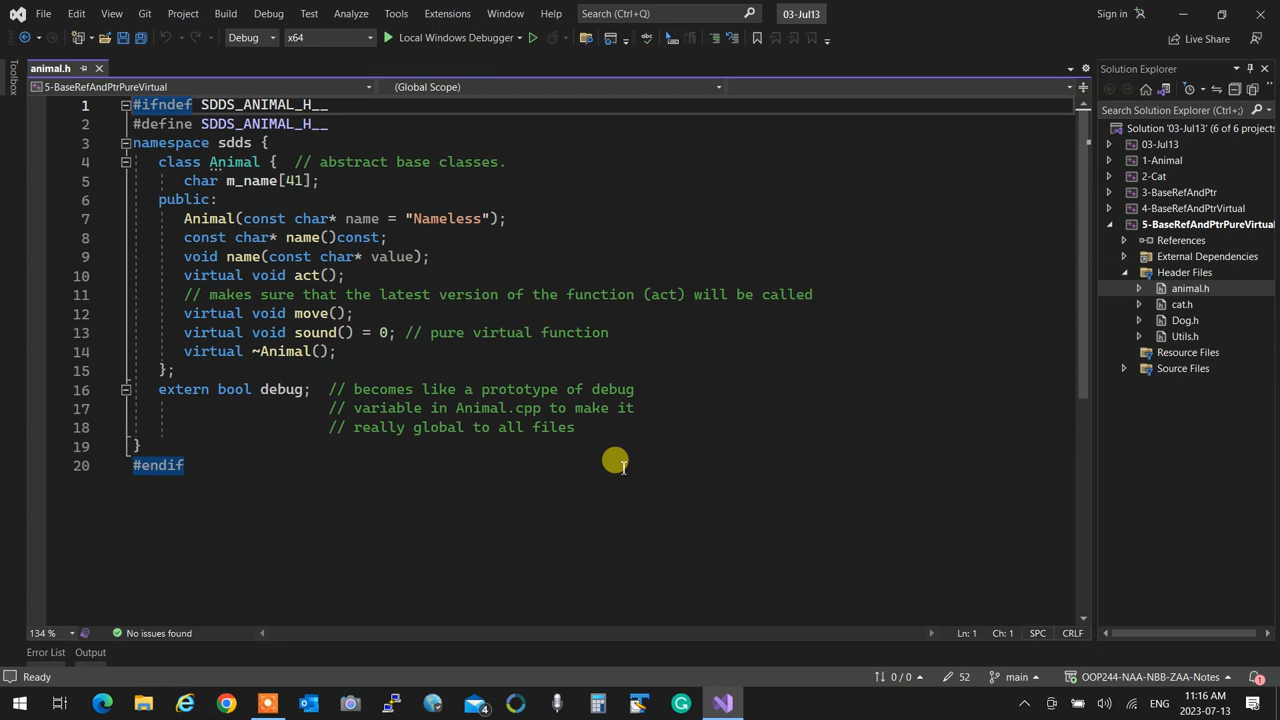 File Edit View Git Project Build Debug Test Analyze Tools Extensions Window Help Search (Ctrl+Q) 03-Jul13 Sign in
Debug x64 Local Windows Debugger Live Share
Toolbox
animal.h
5-BaseRefAndPtrPureVirtual (Global Scope)
1 #ifndef SDDS_ANIMAL_H__
2 #define SDDS_ANIMAL_H__
3 namespace sdds {
4 class Animal { // abstract base classes.
5 char m_name[41];
6 public:
7 Animal(const char* name = "Nameless");
8 const char* name()const;
9 void name(const char* value);
10 virtual void act();
11 // makes sure that the latest version of the function (act) will be called
12 virtual void move();
13 virtual void sound() = 0; // pure virtual function
14 virtual ~Animal();
15 };
16 extern bool debug; // becomes like a prototype of debug
17 // variable in Animal.cpp to make it
18 // really global to all files
19 }
20 #endif
134 % No issues found Ln: 1 Ch: 1 SPC CRLF
Solution Explorer
Search Solution Explorer (Ctrl+;)
Solution '03-Jul13' (6 of 6 projects
03-Jul13
1-Animal
2-Cat
3-BaseRefAndPtr
4-BaseRefAndPtrVirtual
5-BaseRefAndPtrPureVirtual
References
External Dependencies
Header Files
animal.h
cat.h
Dog.h
Utils.h
Resource Files
Source Files
Error List Output
Ready 0 / 0 52 main OOP244-NAA-NBB-ZAA-Notes 1
4 ENG 11:16 AM
2023-07-13